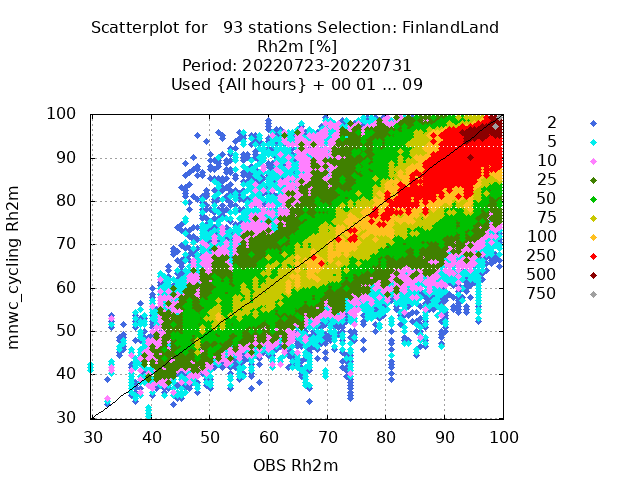 Scatterplot for   93 stations Selection: FinlandLand
Rh2m [%]
Period: 20220723-20220731
Used {All hours} + 00 01 ... 09
mnwc_cycling Rh2m
100
90
80
70
60
50
40
30
30 40 50 60 70 80 90 100
OBS Rh2m
2
5
10
25
50
75
100
250
500
750